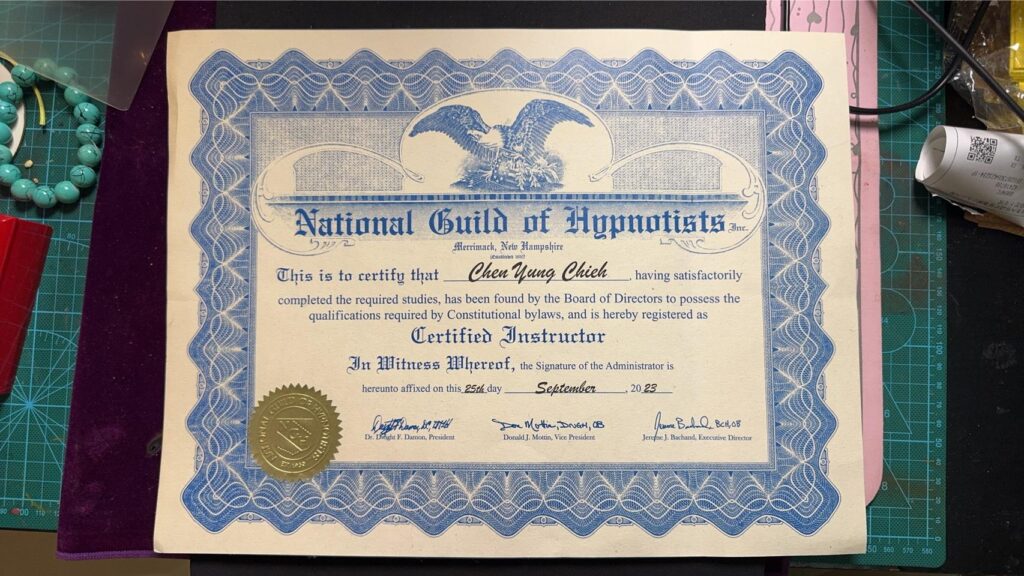 National Guild of Hypnotists Inc.
Merrimack, New Hampshire
This is to certify that Chen Yung Chieh, having satisfactorily
completed the required studies, has been found by the Board of Directors to possess the
qualifications required by Constitutional bylaws, and is hereby registered as
Certified Instructor
In Witness Whereof, the Signature of the Administrator is
hereunto affixed on this 25th day September, 20 23
Dr. Dwight F. Damon, President
Donald J. Mottin, Vice President
Jereme J. Bachand, Executive Director